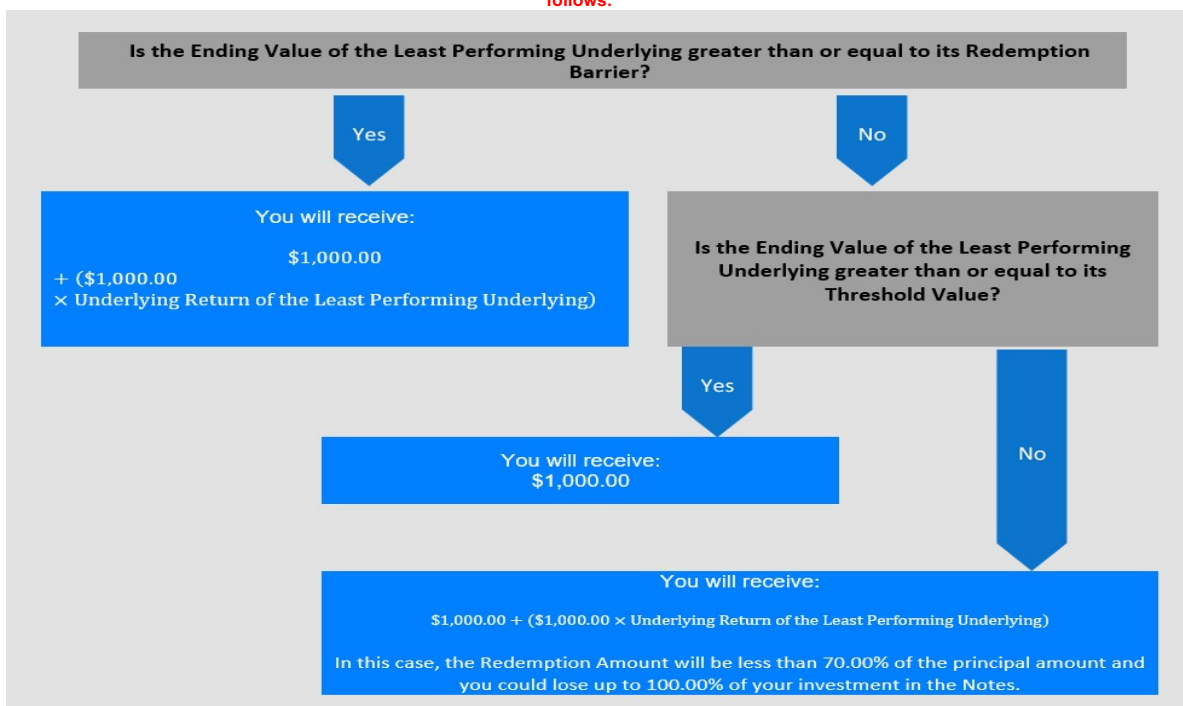 follows:
Is the Ending Value of the Least Performing Underlying greater than or equal to its Redemption
Barrier?
Yes
No
You will receive:
$1,000.00
+ ($1,000.00
× Underlying Return of the Least Performing Underlying)
Is the Ending Value of the Least Performing
Underlying greater than or equal to its
Threshold Value?
Yes
No
You will receive:
$1,000.00
You will receive:
$1,000.00 + ($1,000.00 × Underlying Return of the Least Performing Underlying)
In this case, the Redemption Amount will be less than 70.00% of the principal amount and
you could lose up to 100.00% of your investment in the Notes.